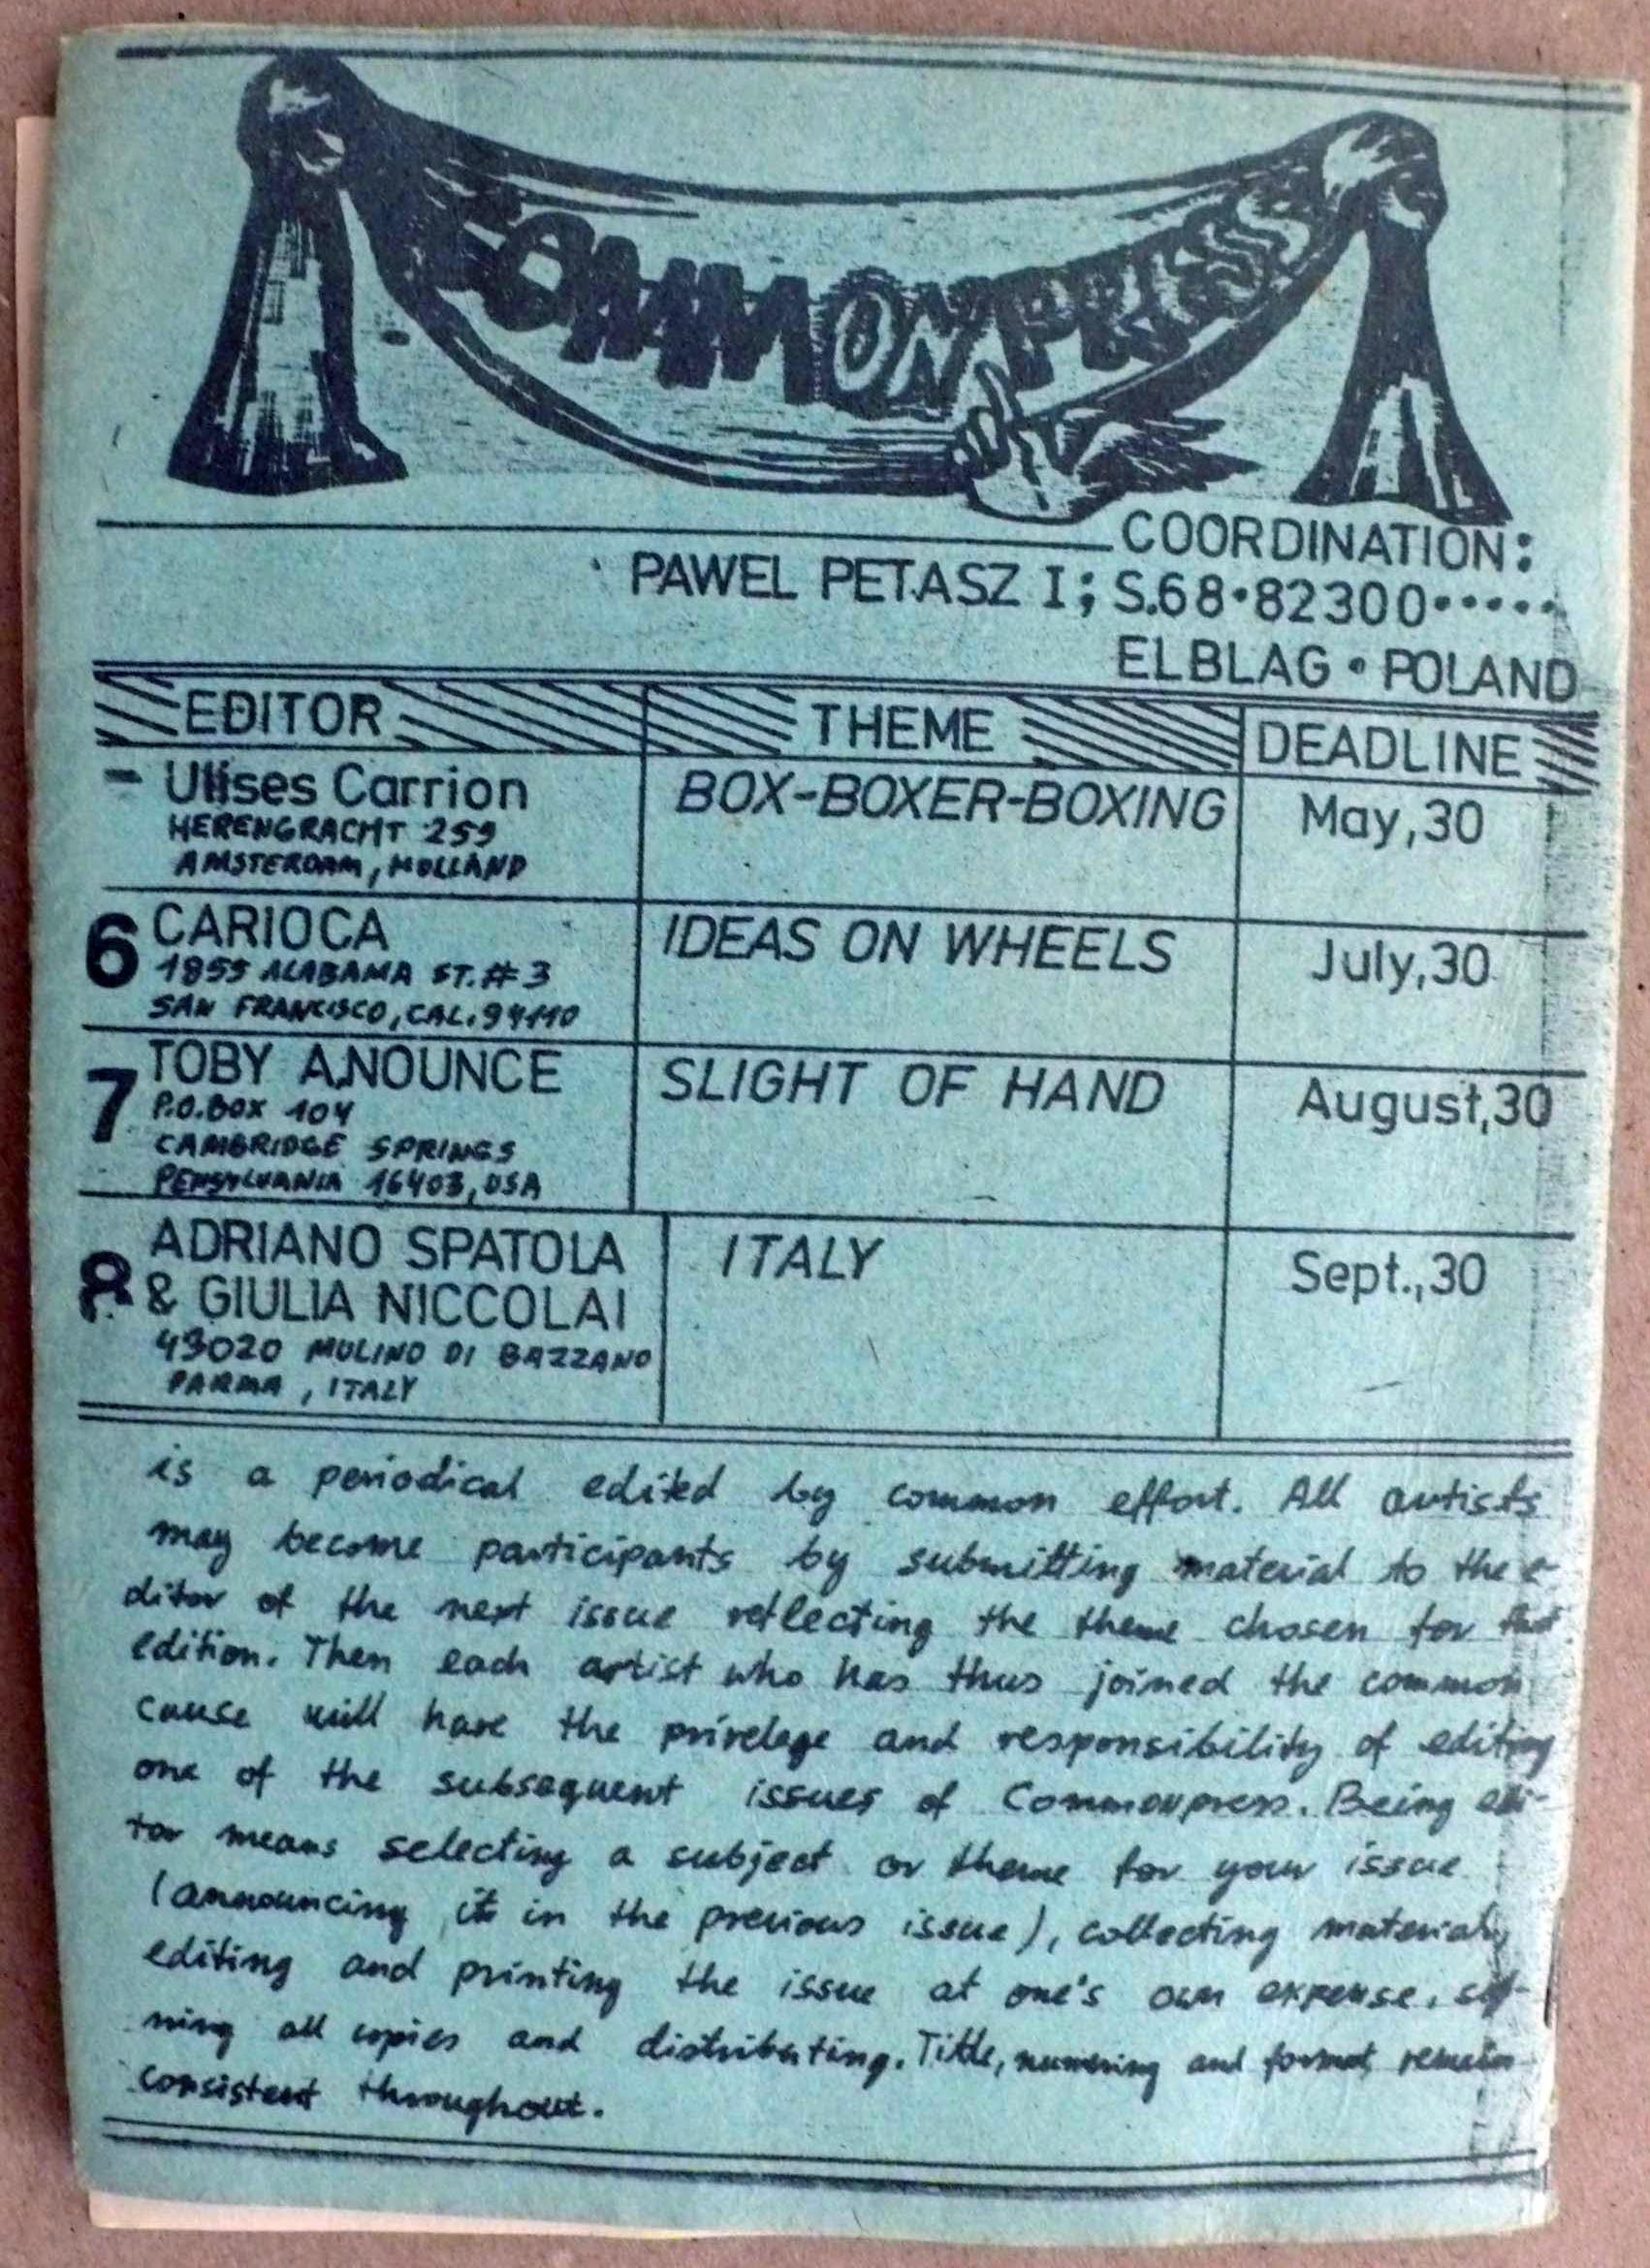 COMMONPRESS
COORDINATION:
PAWEL PETASZ I; S.68•82300•••••
ELBLAG • POLAND
EDITOR THEME DEADLINE
– Ulises Carrion BOX-BOXER-BOXING May,30
HERENGRACHT 259
AMSTERDAM, HOLLAND
6 CARIOCA IDEAS ON WHEELS July,30
1855 ALABAMA ST.#3
SAN FRANCISCO, CAL. 94110
7 TOBY A.NOUNCE SLIGHT OF HAND August,30
P.O.BOX 104
CAMBRIDGE SPRINGS
PENSYLVANIA 16403, USA
8 ADRIANO SPATOLA ITALY Sept.,30
& GIULIA NICCOLAI
43020 MULINO DI BAZZANO
PARMA, ITALY
is a periodical edited by common effort. All artists
may become participants by submitting material to the e-
ditor of the next issue reflecting the theme chosen for that
edition. Then each artist who has thus joined the common
cause will have the privelege and responsibility of editing
one of the subsequent issues of Commonpress. Being edi-
tor means selecting a subject or theme for your issue
(announcing it in the previous issue), collecting materials,
editing and printing the issue at one's own expense, sig-
ning all copies and distributing. Title, numering and format remain
consistent throughout.